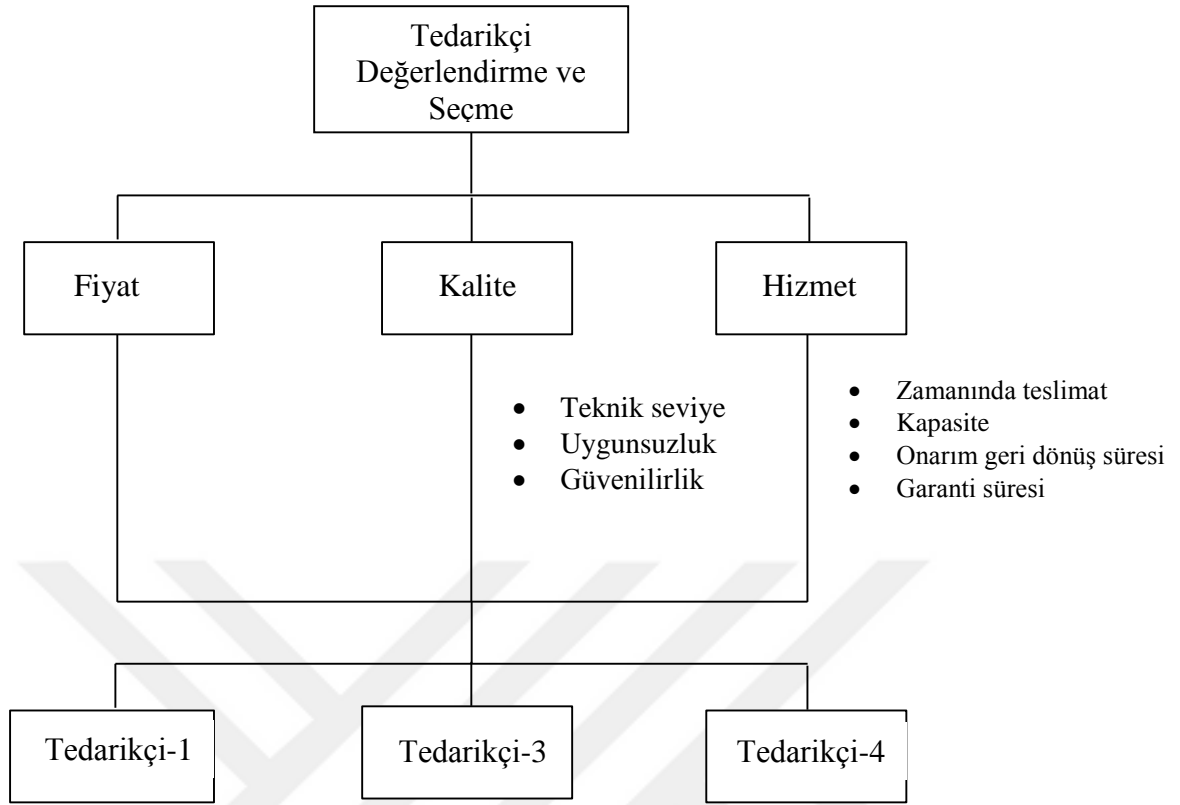 Tedarikçi
Değerlendirme ve
Seçme
Fiyat
Kalite
Hizmet
• Teknik seviye
• Uygunsuzluk
• Güvenilirlik
• Zamanında teslimat
• Kapasite
• Onarım geri dönüş süresi
• Garanti süresi
Tedarikçi-1
Tedarikçi-3
Tedarikçi-4